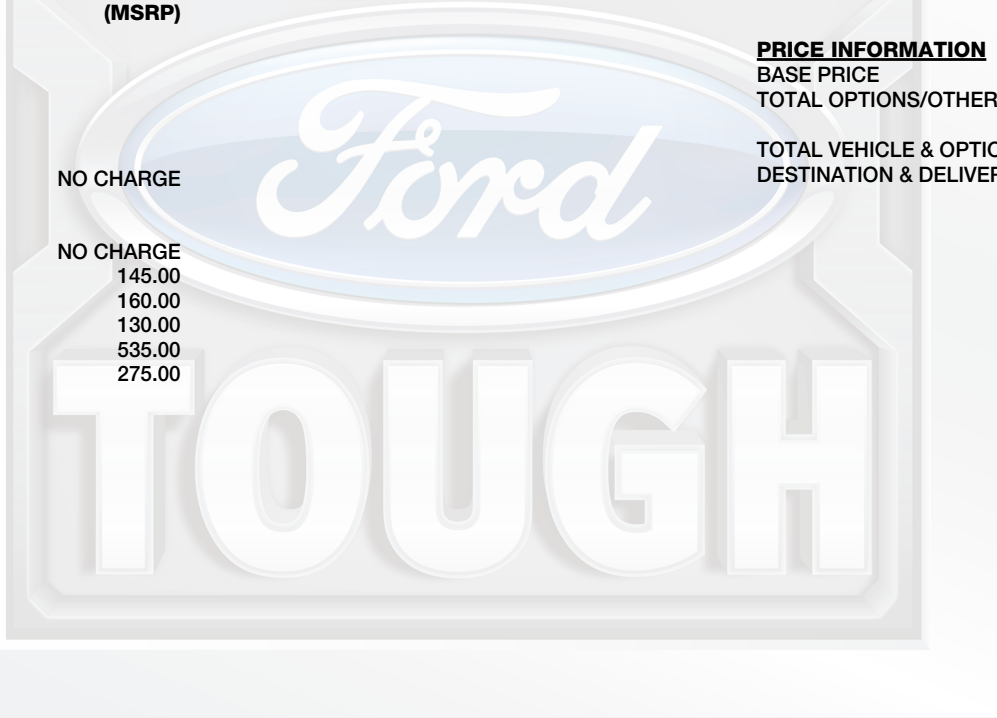 (MSRP)
NO CHARGE
NO CHARGE
145.00
160.00
130.00
535.00
275.00
PRICE INFORMATION
BASE PRICE
TOTAL OPTIONS/OTHER
TOTAL VEHICLE & OPTIO
DESTINATION & DELIVER
Ford
TOUGH